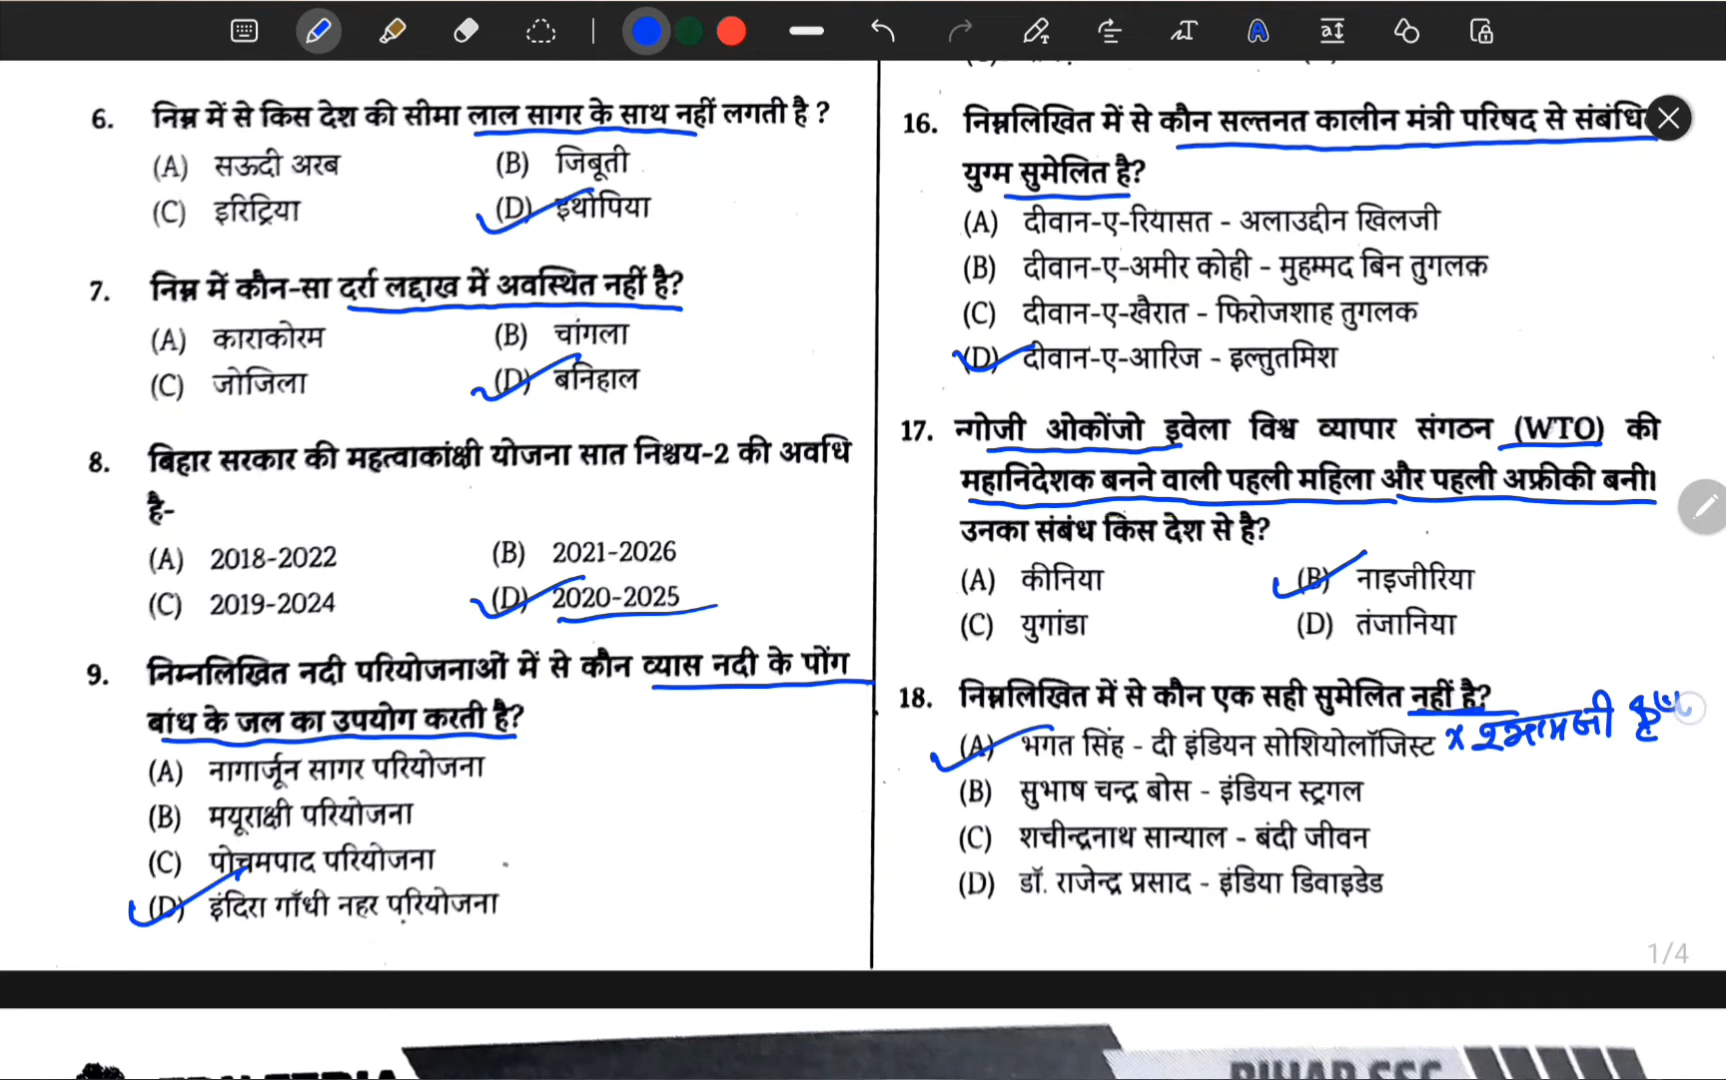 6. निम्न में से किस देश की सीमा लाल सागर के साथ नहीं लगती है ?
(A) सऊदी अरब (B) जिबूती
(C) इरिट्रिया (D) इथोपिया
7. निम्न में कौन-सा दर्रा लद्दाख में अवस्थित नहीं है?
(A) काराकोरम (B) चांगला
(C) जोजिला (D) बनिहाल
8. बिहार सरकार की महत्वाकांक्षी योजना सात निश्चय-2 की अवधि
है-
(A) 2018-2022 (B) 2021-2026
(C) 2019-2024 (D) 2020-2025
9. निम्नलिखित नदी परियोजनाओं में से कौन व्यास नदी के पोंग
बांध के जल का उपयोग करती है?
(A) नागार्जून सागर परियोजना
(B) मयूराक्षी परियोजना
(C) पोचमपाद परियोजना
(D) इंदिरा गाँधी नहर परियोजना
16. निम्नलिखित में से कौन सल्तनत कालीन मंत्री परिषद से संबंधि
युग्म सुमेलित है?
(A) दीवान-ए-रियासत - अलाउद्दीन खिलजी
(B) दीवान-ए-अमीर कोही - मुहम्मद बिन तुगलक़
(C) दीवान-ए-खैरात - फिरोजशाह तुगलक
(D) दीवान-ए-आरिज - इल्तुतमिश
17. न्गोजी ओकोंजो इवेला विश्व व्यापार संगठन (WTO) की
महानिदेशक बनने वाली पहली महिला और पहली अफ्रीकी बनी।
उनका संबंध किस देश से है?
(A) कीनिया (B) नाइजीरिया
(C) युगांडा (D) तंजानिया
18. निम्नलिखित में से कौन एक सही सुमेलित नहीं है?
(A) भगत सिंह - दी इंडियन सोशियोलॉजिस्ट x श्यामजी
(B) सुभाष चन्द्र बोस - इंडियन स्ट्रगल
(C) शचीन्द्रनाथ सान्याल - बंदी जीवन
(D) डॉ. राजेन्द्र प्रसाद - इंडिया डिवाइडेड
1/4
BIHAR SSC